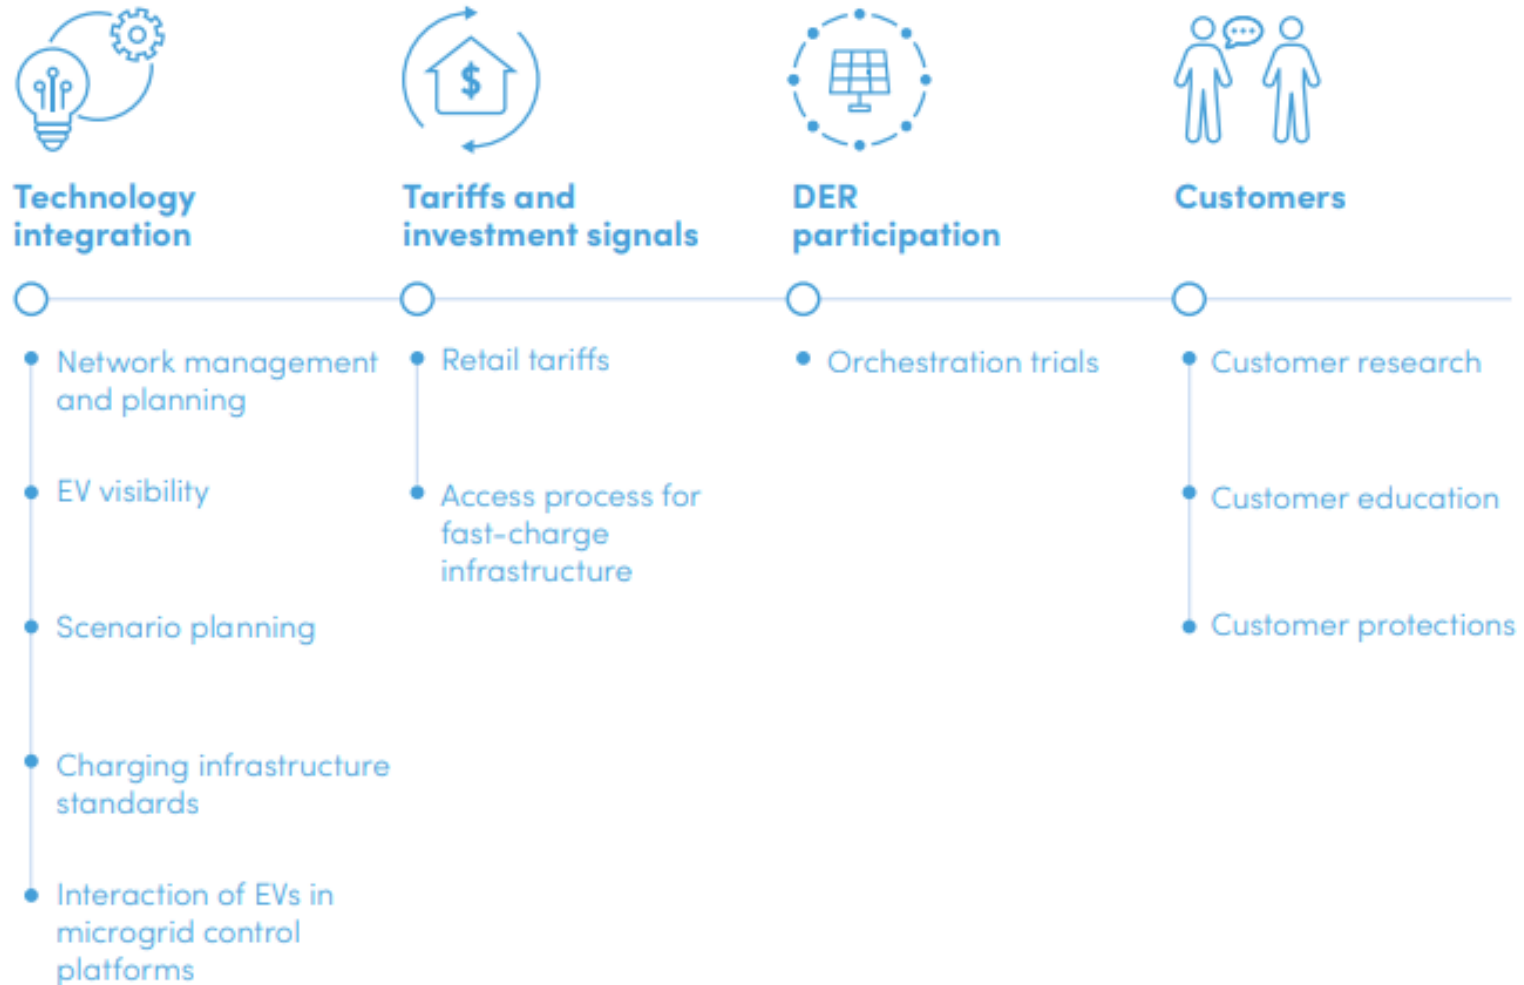 Technology
integration
Tariffs and
investment signals
DER
participation
Customers
Network management
and planning
EV visibility
Scenario planning
Charging infrastructure
standards
Interaction of EVs in
microgrid control
platforms
Retail tariffs
Access process for
fast-charge
infrastructure
Orchestration trials
Customer research
Customer education
Customer protections
$